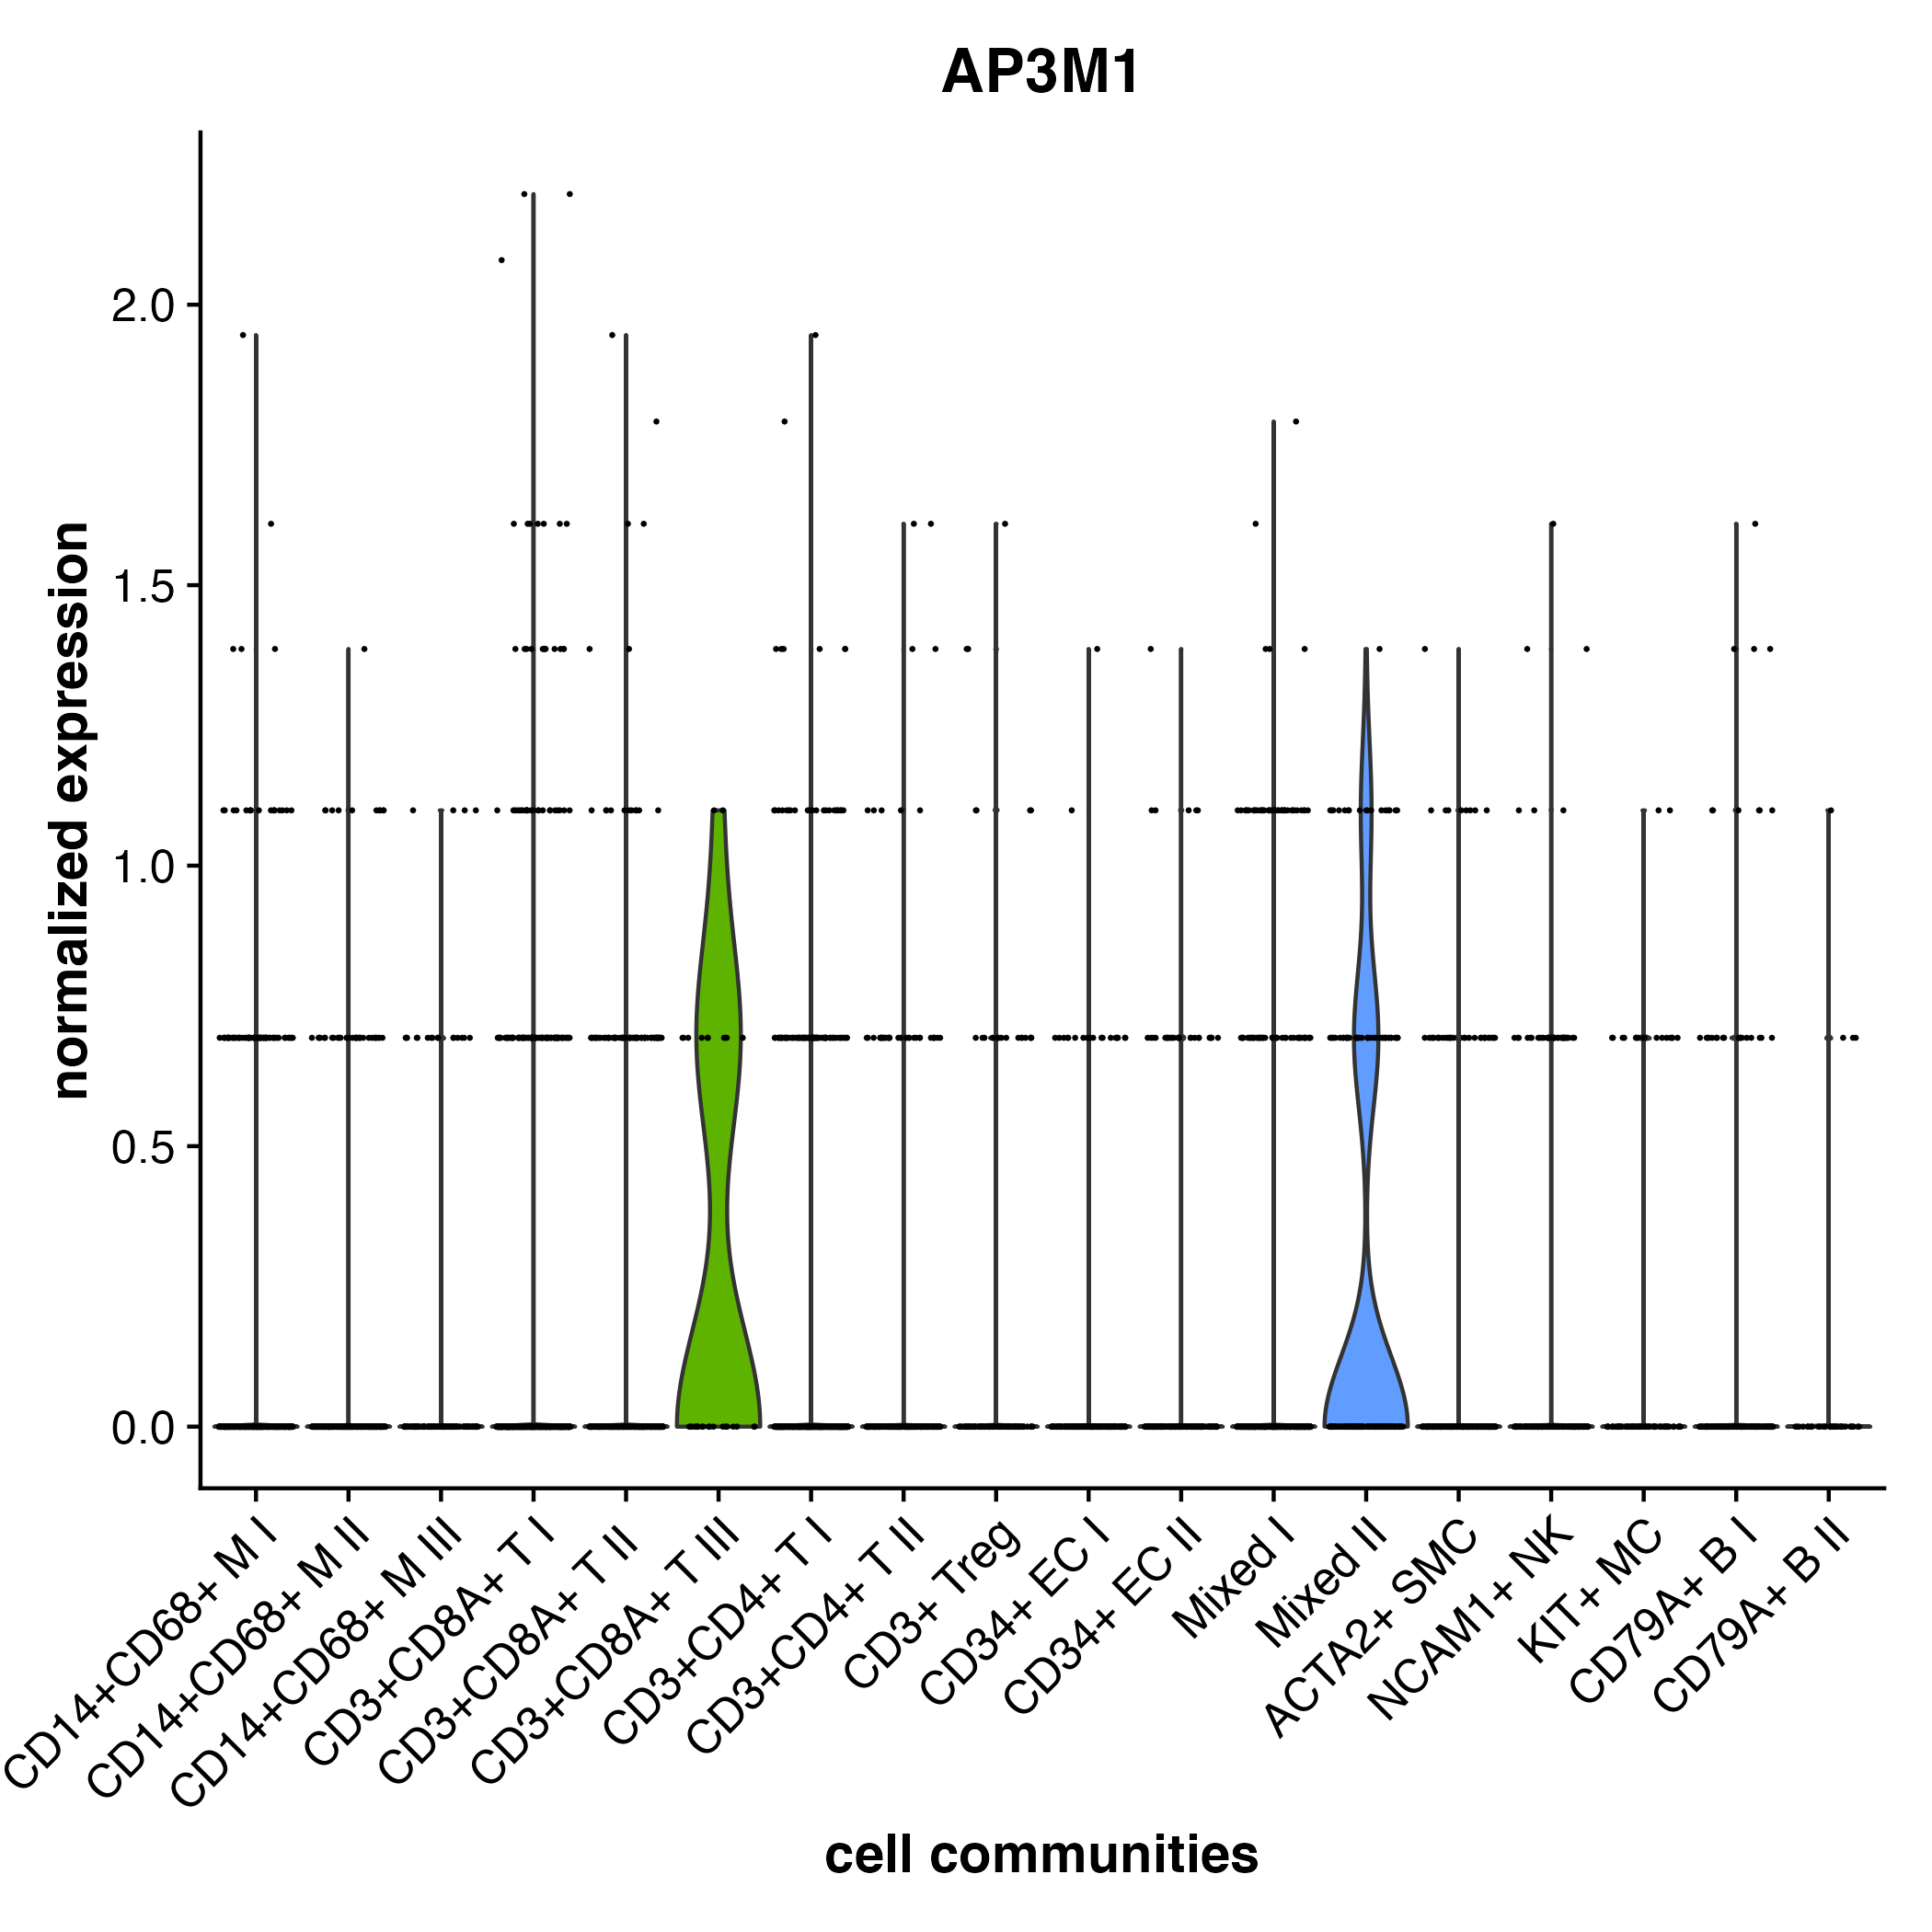 AP3M1
normalized expression
2.0
1.5
1.0
0.5
0.0
CD14+CD68+ M I
CD14+CD68+ M II
CD14+CD68+ M III
CD3+CD8A+ T I
CD3+CD8A+ T II
CD3+CD8A+ T III
CD3+CD4+ T I
CD3+CD4+ T II
CD3+ Treg
CD34+ EC I
CD34+ EC II
Mixed I
Mixed II
ACTA2+ SMC
NCAM1+ NK
KIT+ MC
CD79A+ B I
CD79A+ B II
cell communities